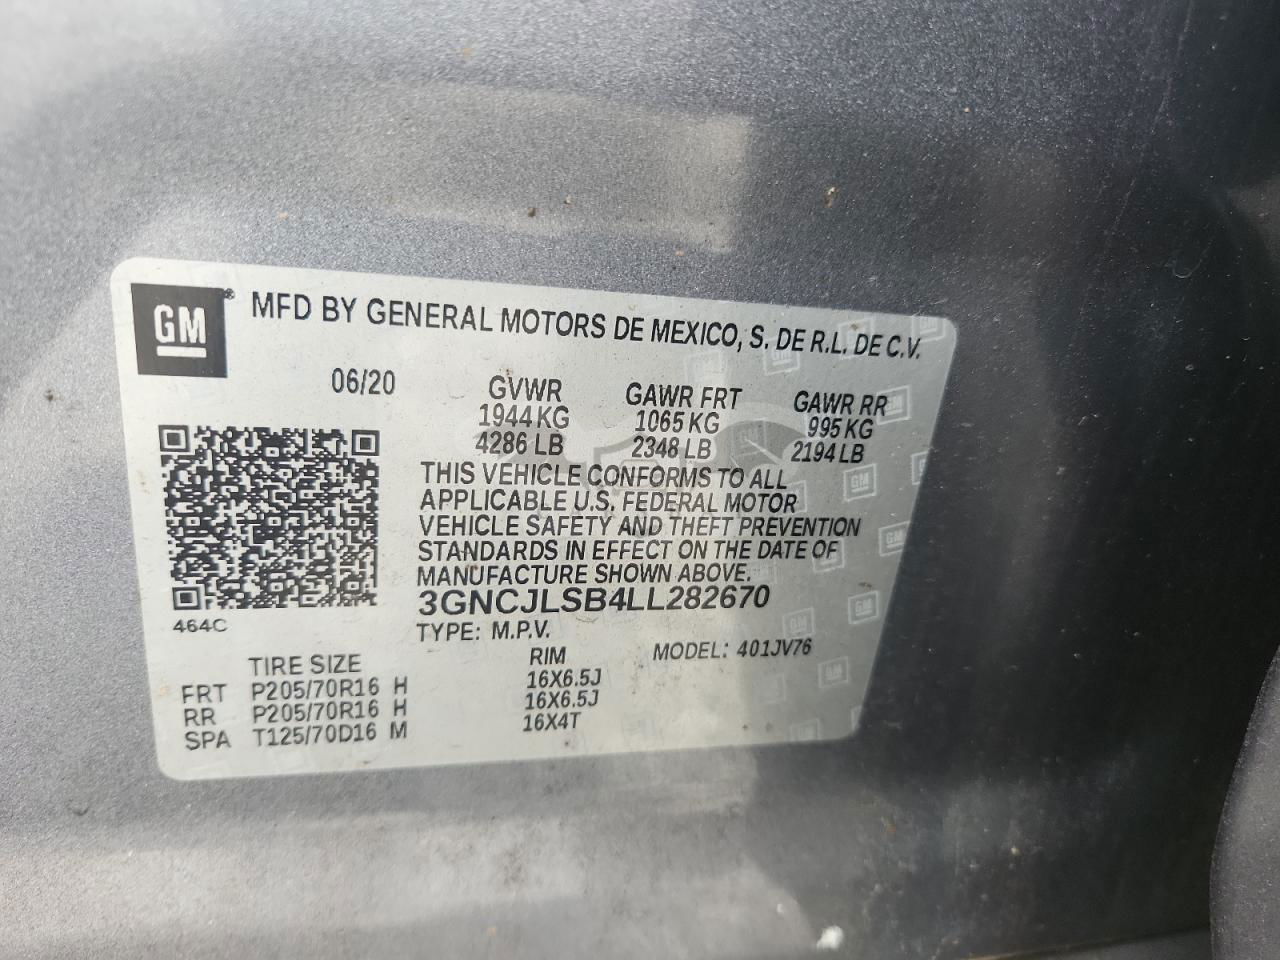 GM® MFD BY GENERAL MOTORS DE MEXICO, S. DE R.L. DE C.V.
06/20 GVWR GAWR FRT GAWR RR
1944 KG 1065 KG 995 KG
4286 LB 2348 LB 2194 LB
THIS VEHICLE CONFORMS TO ALL
APPLICABLE U.S. FEDERAL MOTOR
VEHICLE SAFETY AND THEFT PREVENTION
STANDARDS IN EFFECT ON THE DATE OF
MANUFACTURE SHOWN ABOVE.
3GNCJLSB4LL282670
464C
TYPE: M.P.V. MODEL: 401JV76
TIRE SIZE RIM
FRT P205/70R16 H 16X6.5J
RR P205/70R16 H 16X6.5J
SPA T125/70D16 M 16X4T